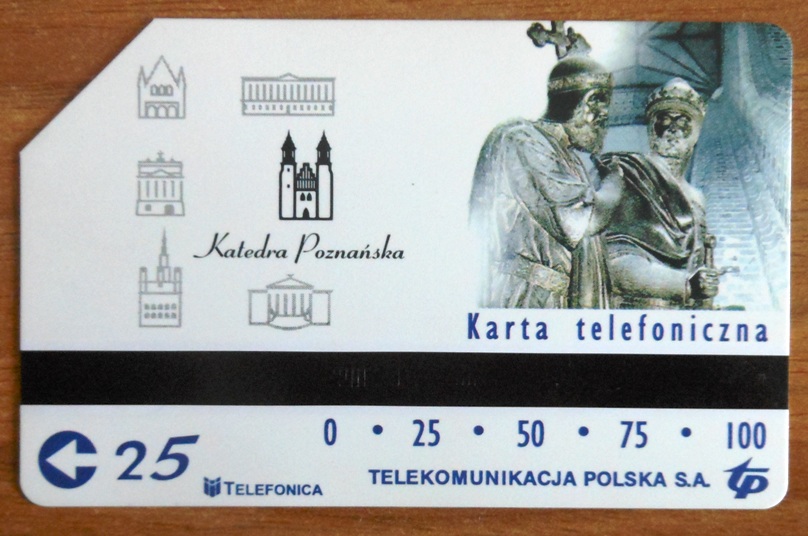 Katedra Poznańska
Karta telefoniczna
0 • 25 • 50 • 75 • 100
25
TELEFONICA
TELEKOMUNIKACJA POLSKA S.A. tp